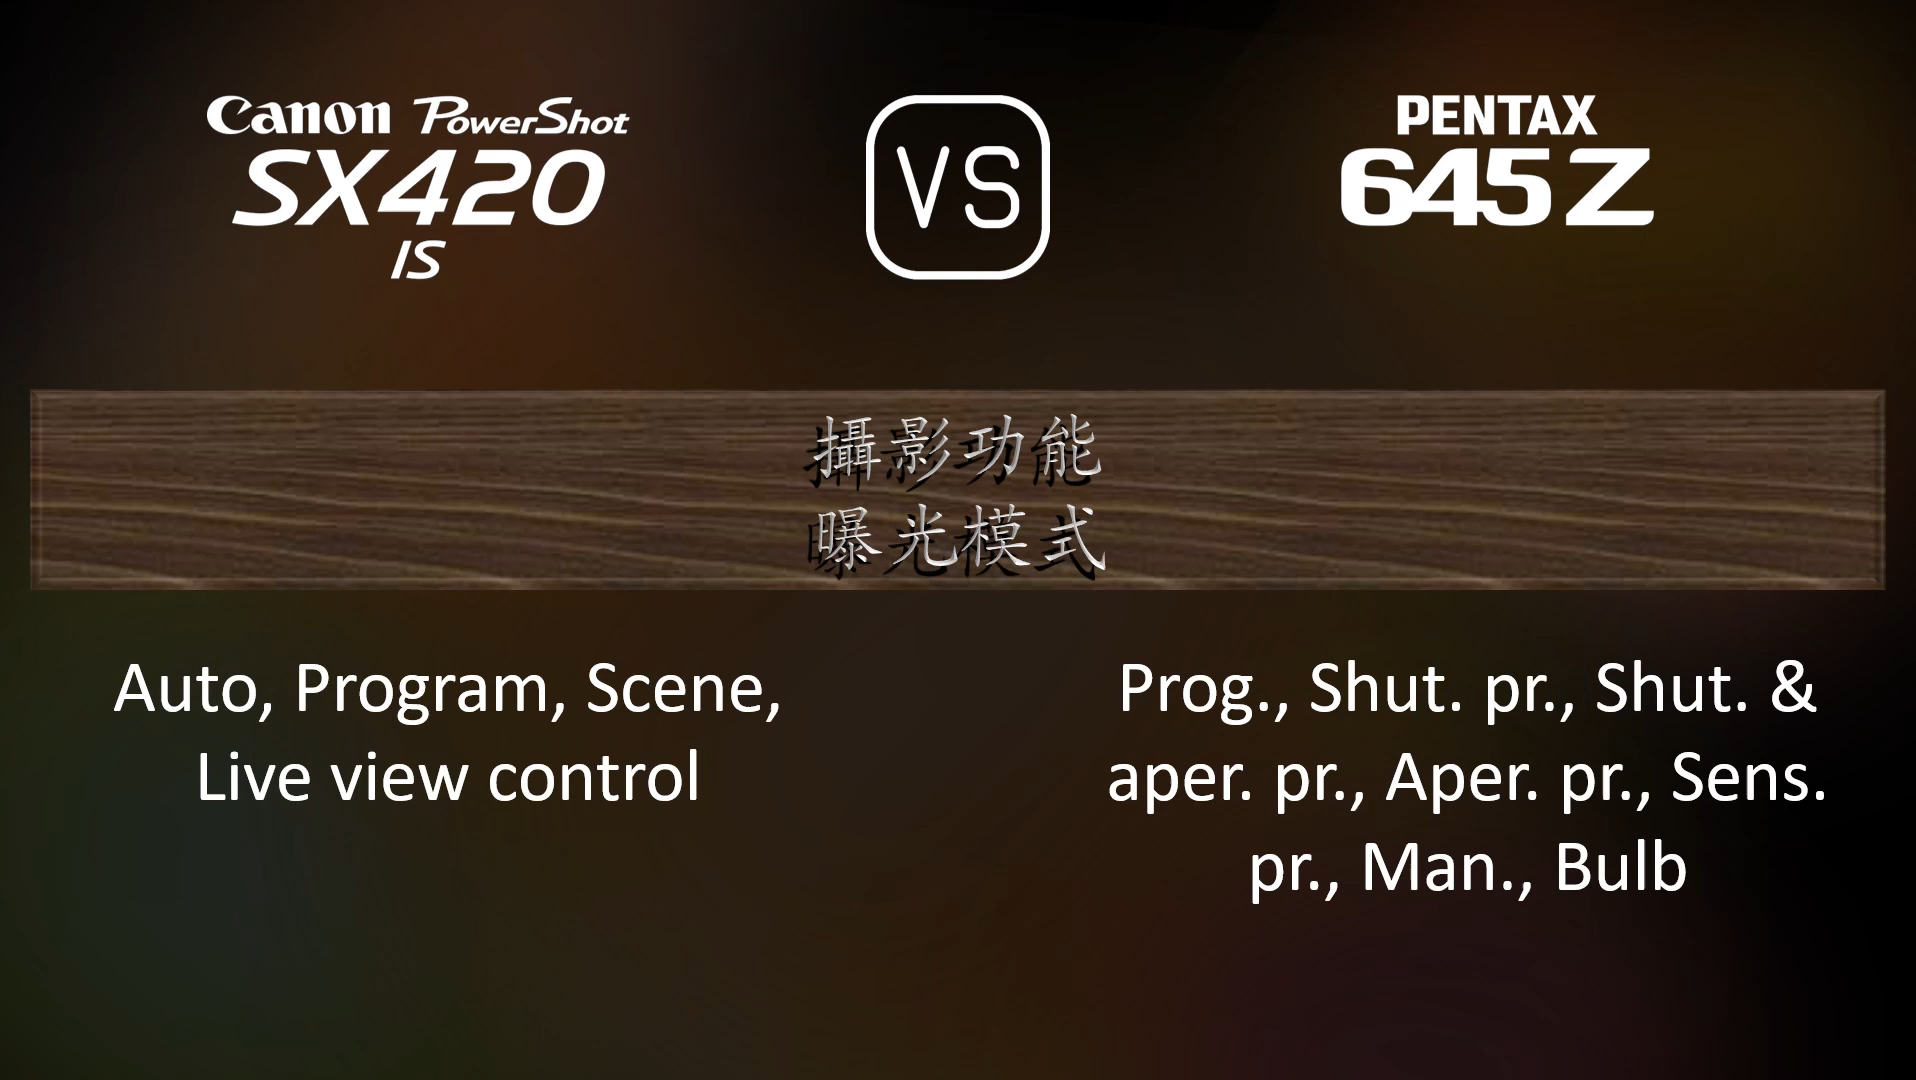 Canon PowerShot
SX420
IS
VS
PENTAX
645Z
攝影功能
曝光模式
Auto, Program, Scene,
Live view control
Prog., Shut. pr., Shut. &
aper. pr., Aper. pr., Sens.
pr., Man., Bulb